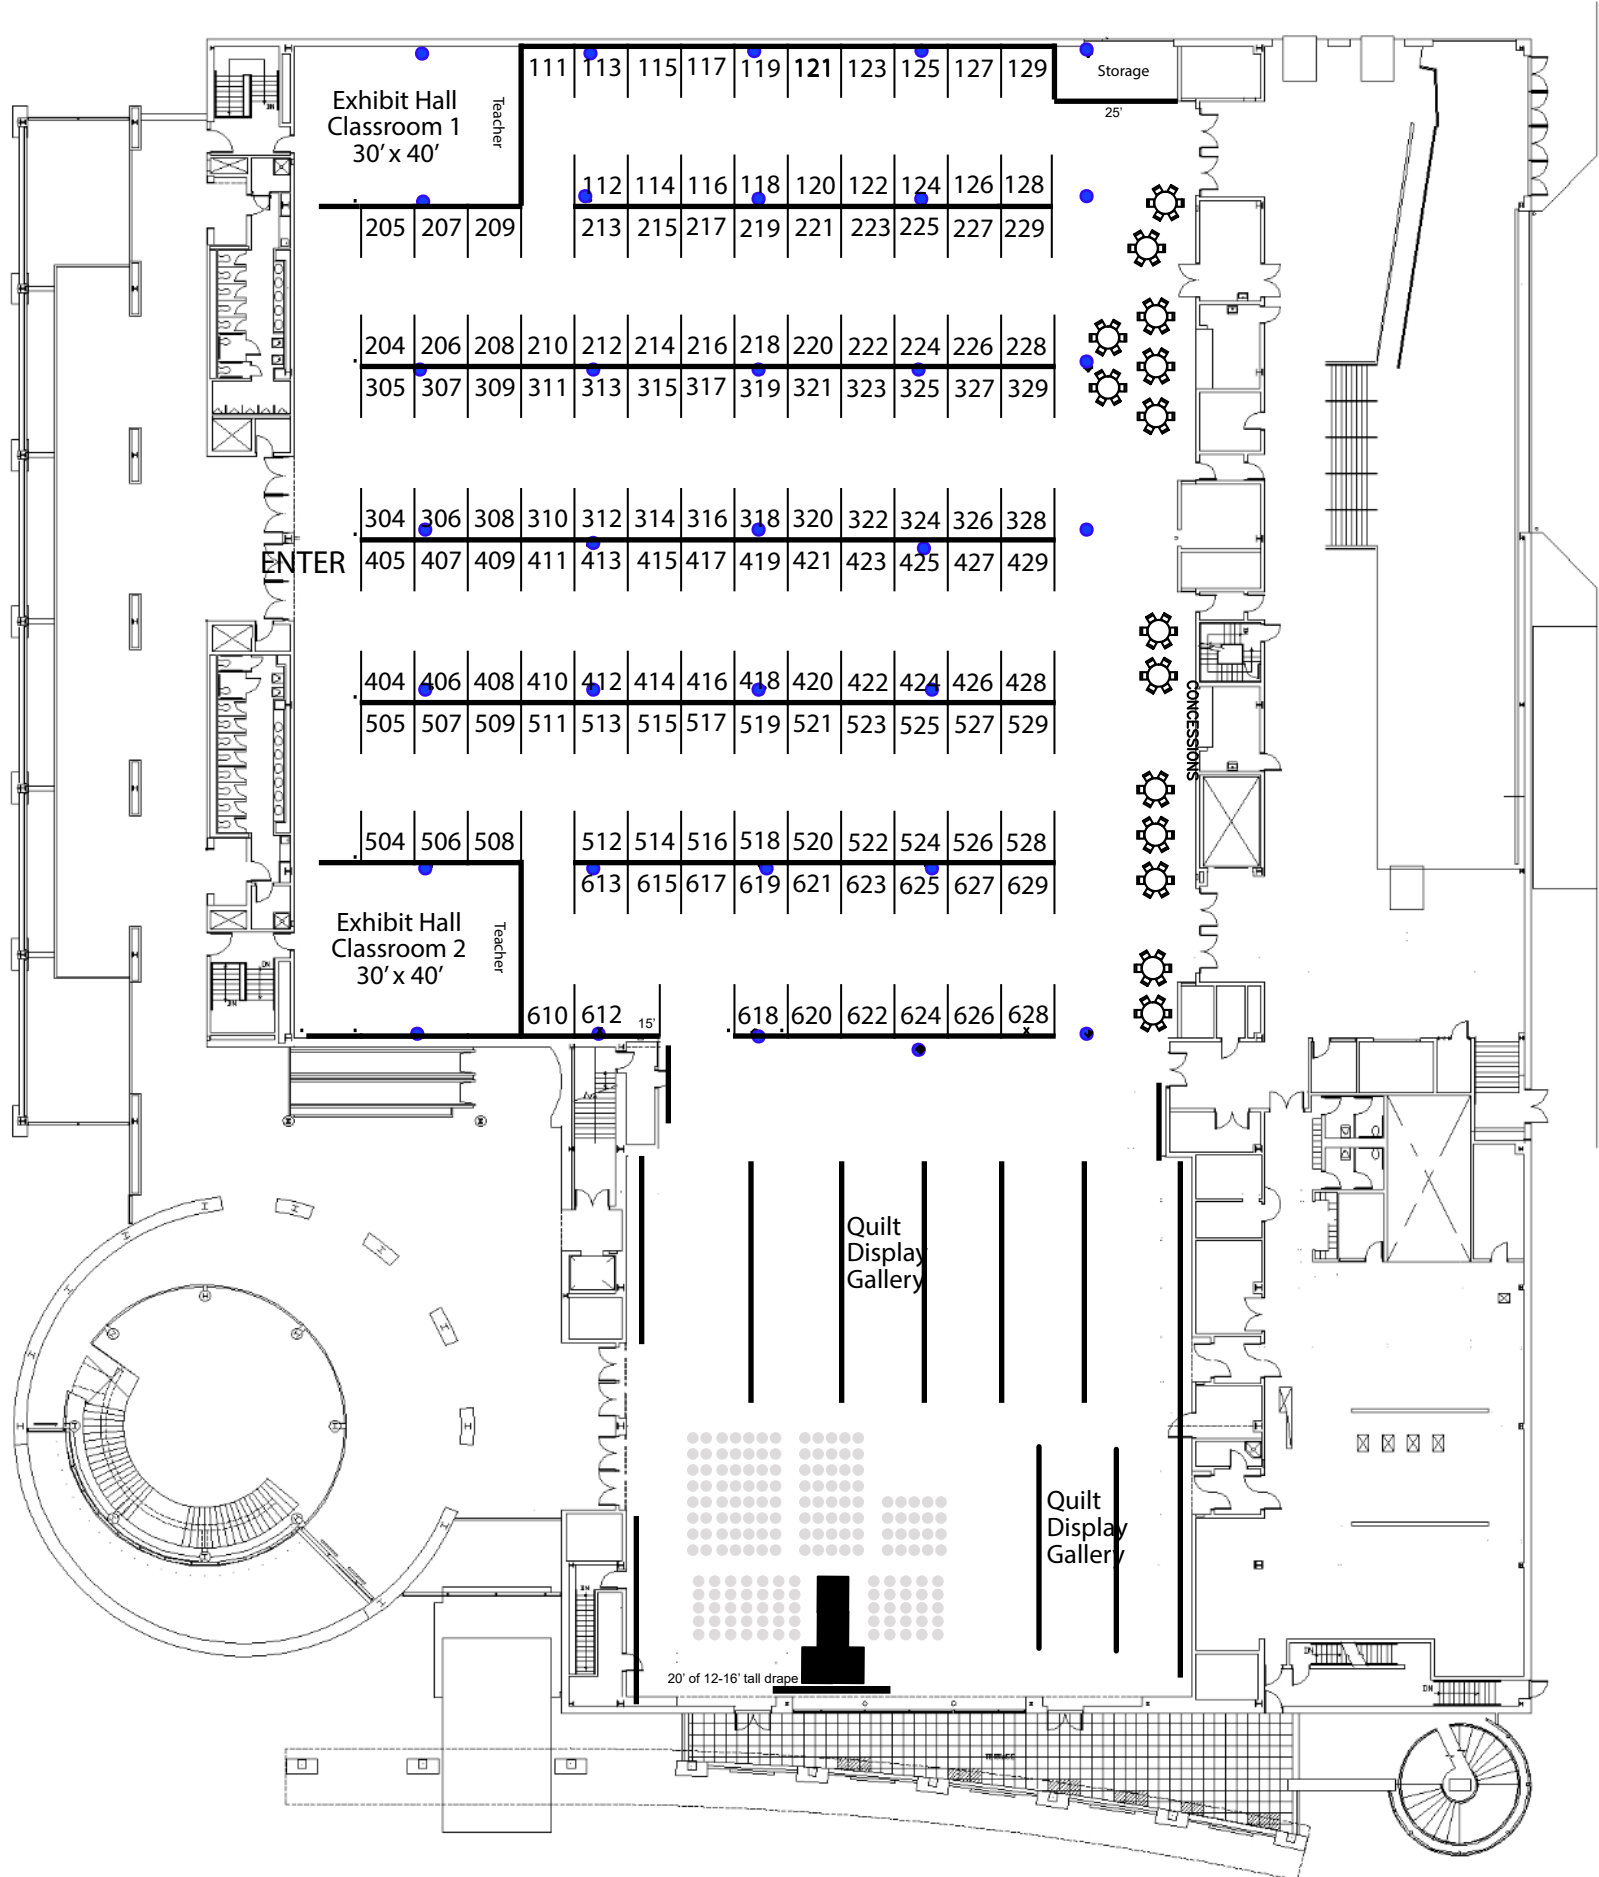 111 113 115 117 119 121 123 125 127 129
Storage
25'
Exhibit Hall
Classroom 1
30' x 40'
Teacher
112 114 116 118 120 122 124 126 128
205 207 209 213 215 217 219 221 223 225 227 229
204 206 208 210 212 214 216 218 220 222 224 226 228
305 307 309 311 313 315 317 319 321 323 325 327 329
304 306 308 310 312 314 316 318 320 322 324 326 328
ENTER
405 407 409 411 413 415 417 419 421 423 425 427 429
404 406 408 410 412 414 416 418 420 422 424 426 428
505 507 509 511 513 515 517 519 521 523 525 527 529
CONCESSIONS
504 506 508 512 514 516 518 520 522 524 526 528
613 615 617 619 621 623 625 627 629
Exhibit Hall
Classroom 2
30' x 40'
Teacher
610 612 15' 618 620 622 624 626 628
Quilt
Display
Gallery
Quilt
Display
Gallery
20' of 12-16' tall drape
DN
DN